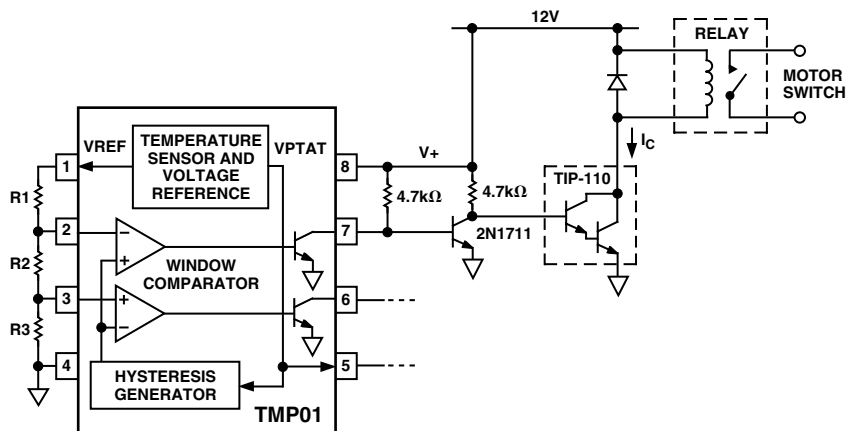 12V
RELAY
MOTOR
SWITCH
IC
TEMPERATURE
SENSOR AND
VOLTAGE
REFERENCE
VREF
VPTAT
1
8
V+
R1
4.7kΩ
4.7kΩ
TIP-110
2
7
2N1711
R2
WINDOW
COMPARATOR
3
6
R3
4
5
HYSTERESIS
GENERATOR
TMP01